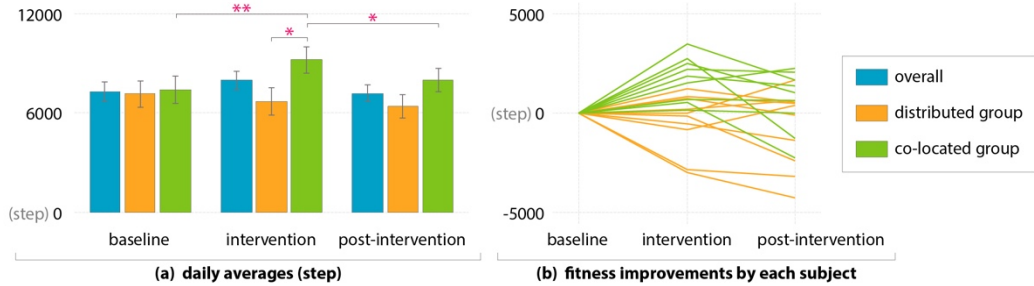 12000
6000
(step) 0
**
*
*
baseline
intervention
post-intervention
(a) daily averages (step)
5000
(step) 0
-5000
baseline
intervention
post-intervention
(b) fitness improvements by each subject
overall
distributed group
co-located group